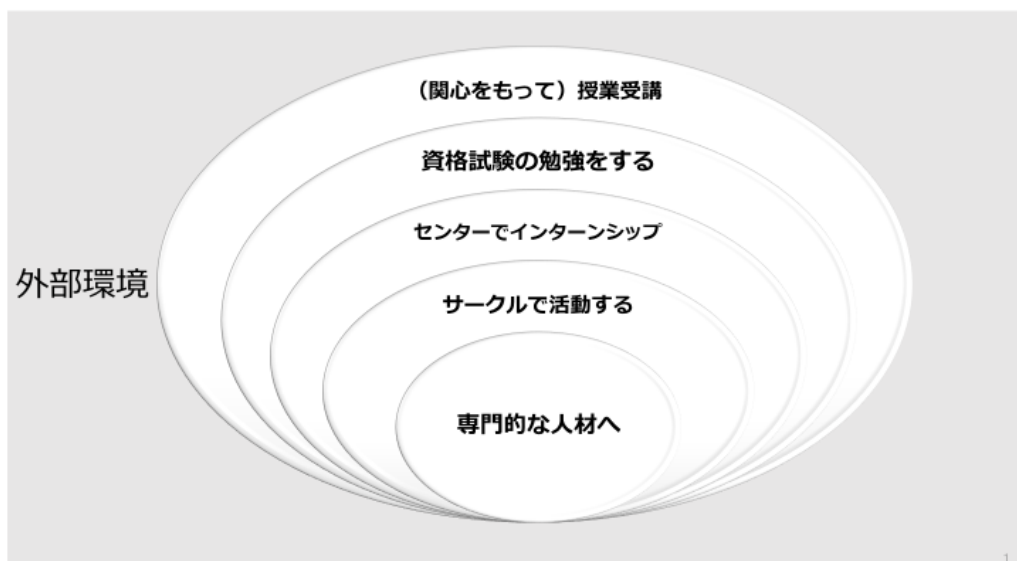 （関心をもって）授業受講
資格試験の勉強をする
センターでインターンシップ
外部環境
サークルで活動する
専門的な人材へ
1